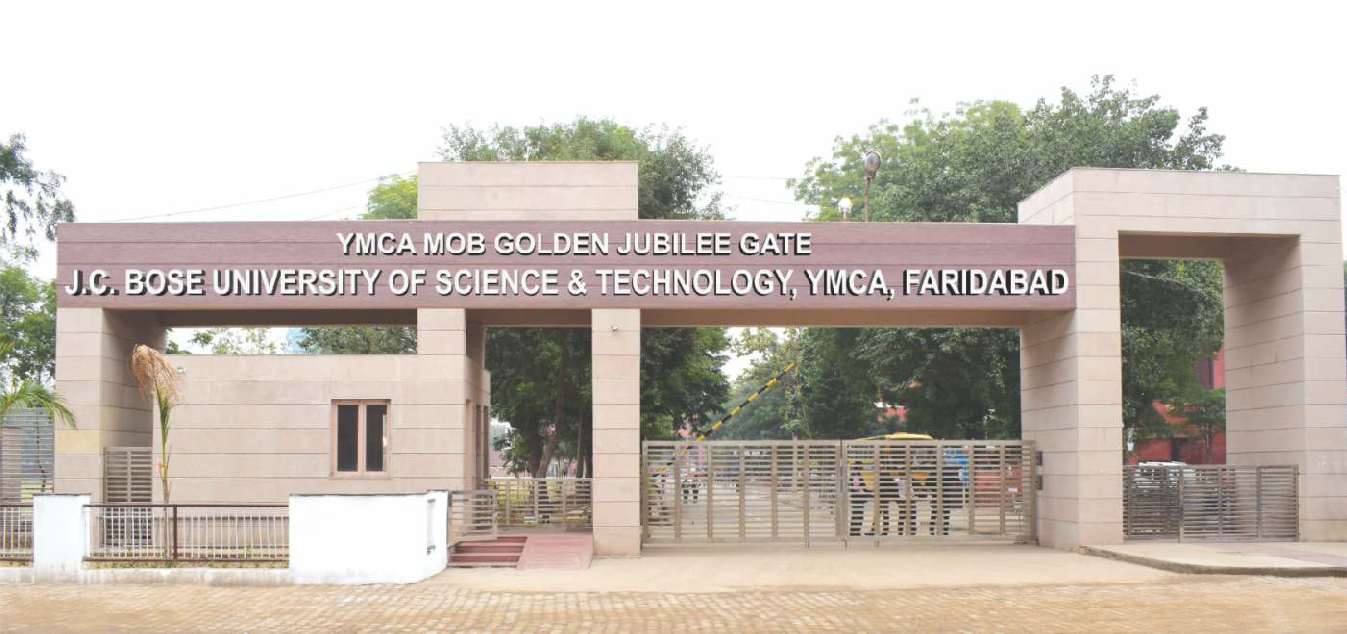 YMCA MOB GOLDEN JUBILEE GATE
J.C. BOSE UNIVERSITY OF SCIENCE & TECHNOLOGY, YMCA, FARIDABAD